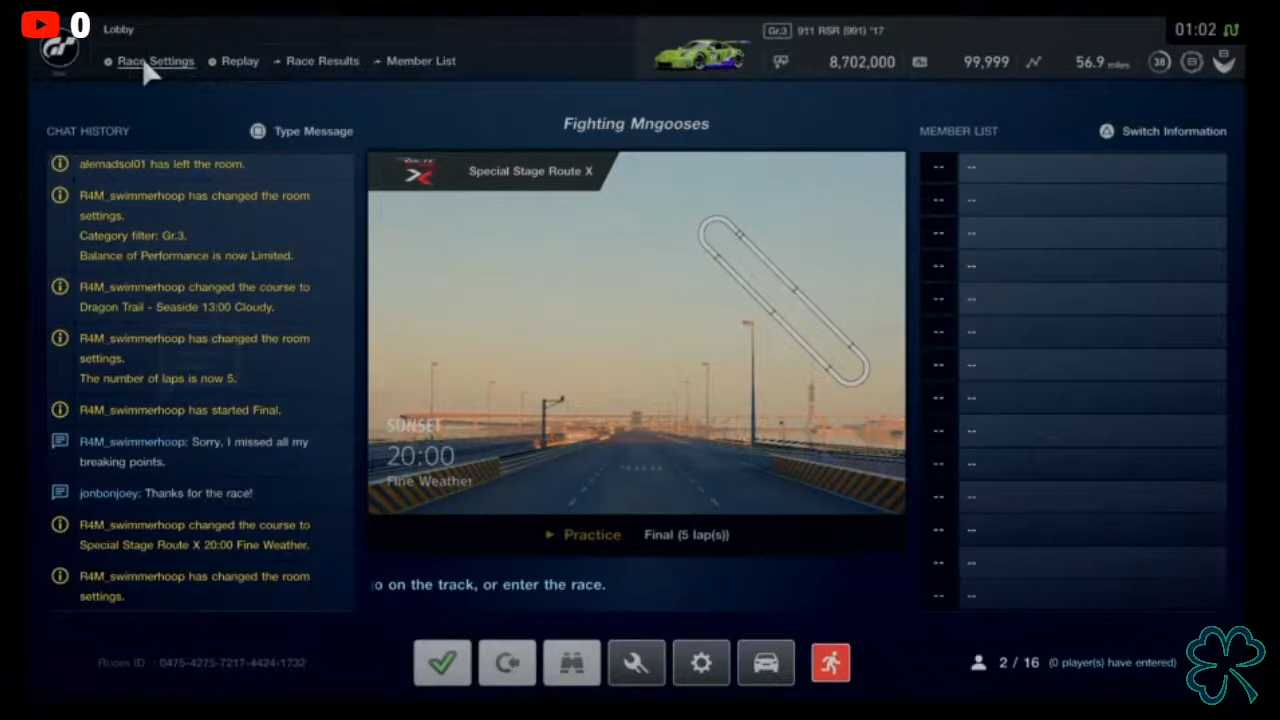 0
Lobby
Gr.3 911 RSR (991) '17
01:02
Race Settings Replay Race Results Member List
8,702,000 99,999 56.9 miles 38 B B
CHAT HISTORY Type Message
Fighting Mngooses
MEMBER LIST Switch Information
Special Stage Route X
alemadsol01 has left the room.
R4M_swimmerhoop has changed the room
settings.
Category filter: Gr.3.
Balance of Performance is now Limited.
R4M_swimmerhoop changed the course to
Dragon Trail - Seaside 13:00 Cloudy.
R4M_swimmerhoop has changed the room
settings.
The number of laps is now 5.
R4M_swimmerhoop has started Final.
R4M_swimmerhoop: Sorry, I missed all my
breaking points.
jonbonjoey: Thanks for the race!
R4M_swimmerhoop changed the course to
Special Stage Route X 20:00 Fine Weather.
R4M_swimmerhoop has changed the room
settings.
SUNSET
20:00
Fine Weather
Practice Final (5 lap(s))
go on the track, or enter the race.
Room ID : 0475-4275-7217-4424-1732
2 / 16 (0 player(s) have entered)